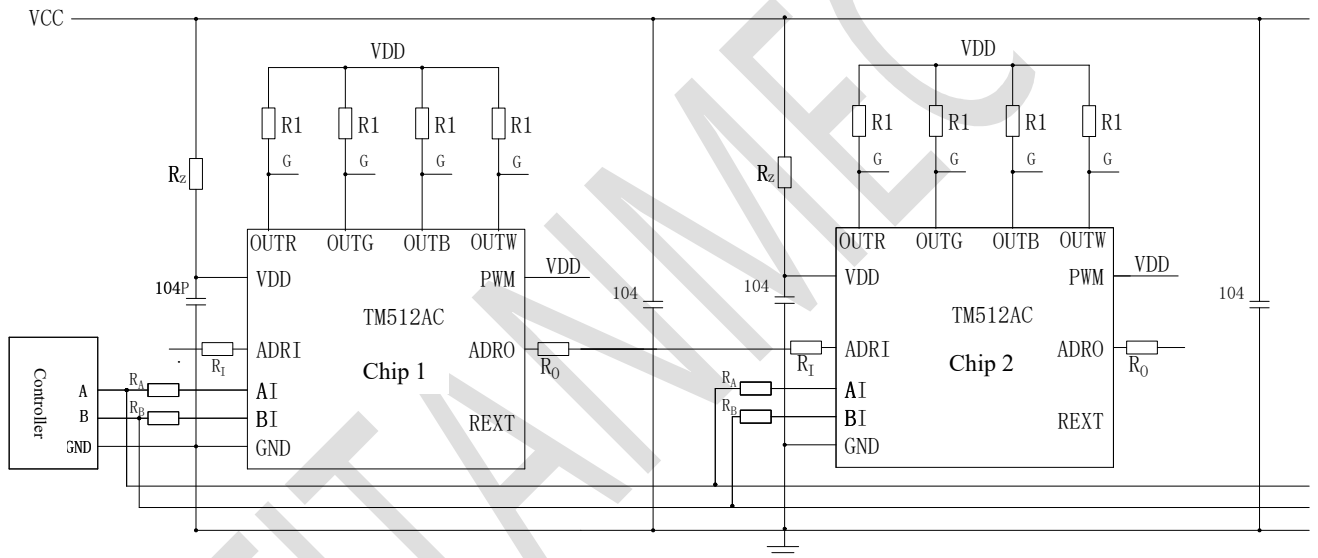 VCC
VDD
VDD
R1 R1 R1 R1
R1 R1 R1 R1
G G G G
G G G G
RZ
RZ
OUTR OUTG OUTB OUTW
OUTR OUTG OUTB OUTW
VDD PWM VDD
VDD PWM VDD
104P
104
104
104
TM512AC
TM512AC
ADRI ADRO
ADRI ADRO
Chip 1
Chip 2
RI
RO
RI
RO
Controller
A
B
GND
RA
RB
RA
RB
AI
BI
GND
REXT
AI
BI
GND
REXT